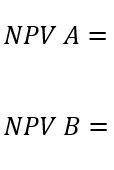 NPV A =
NPV B =